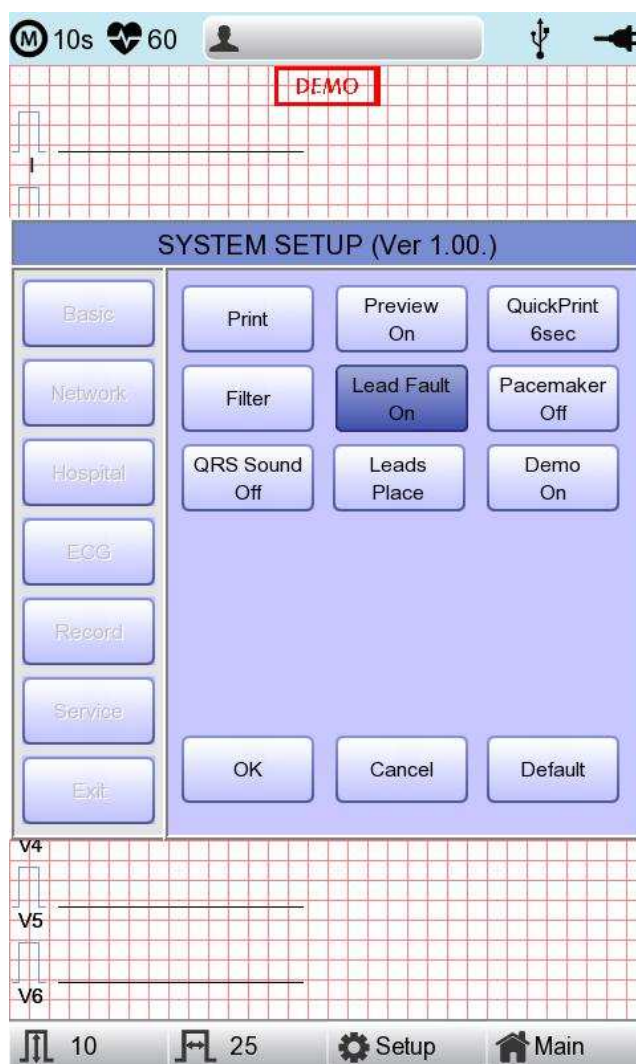 M 10s 60
DEMO
I
SYSTEM SETUP (Ver 1.00.)
Basic
Network
Hospital
ECG
Record
Service
Exit
Print
Preview
On
QuickPrint
6sec
Filter
Lead Fault
On
Pacemaker
Off
QRS Sound
Off
Leads
Place
Demo
On
OK
Cancel
Default
V4
V5
V6
10
25
Setup
Main